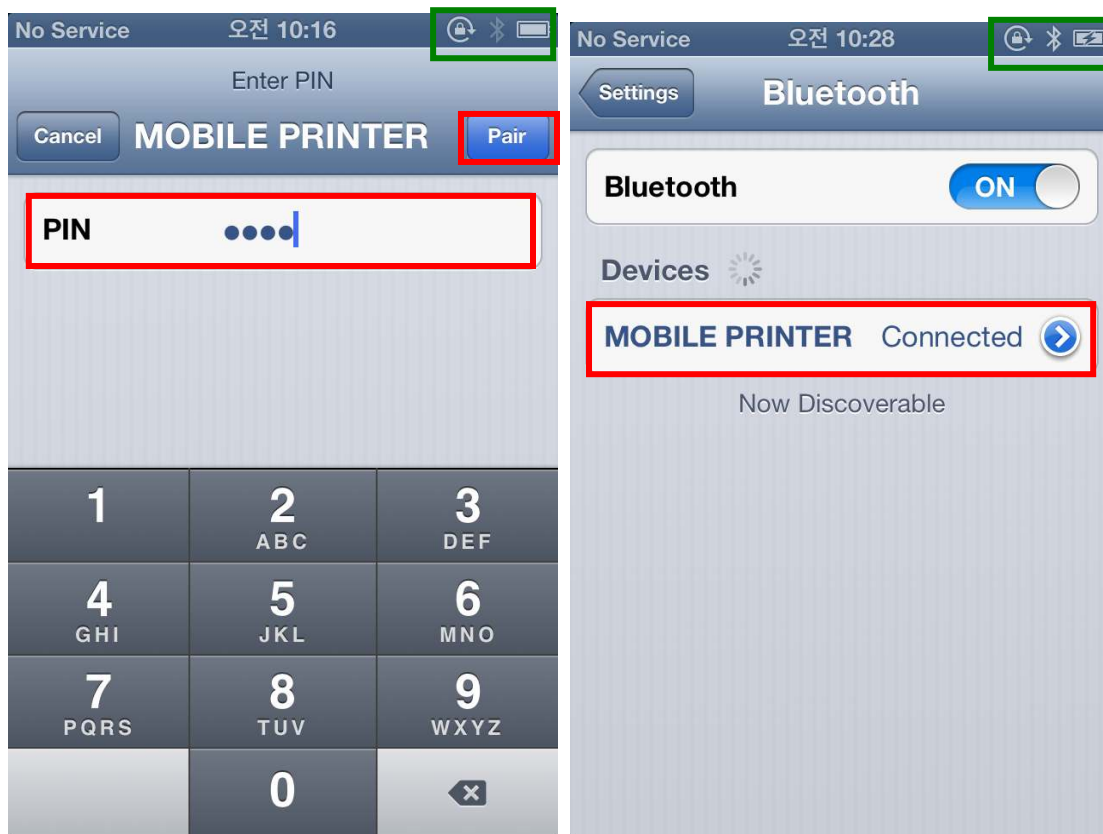 No Service 오전 10:16
Enter PIN
Cancel MOBILE PRINTER Pair
PIN ••••
1
2
ABC
3
DEF
4
GHI
5
JKL
6
MNO
7
PQRS
8
TUV
9
WXYZ
0
No Service 오전 10:28
Settings Bluetooth
Bluetooth ON
Devices
MOBILE PRINTER Connected
Now Discoverable